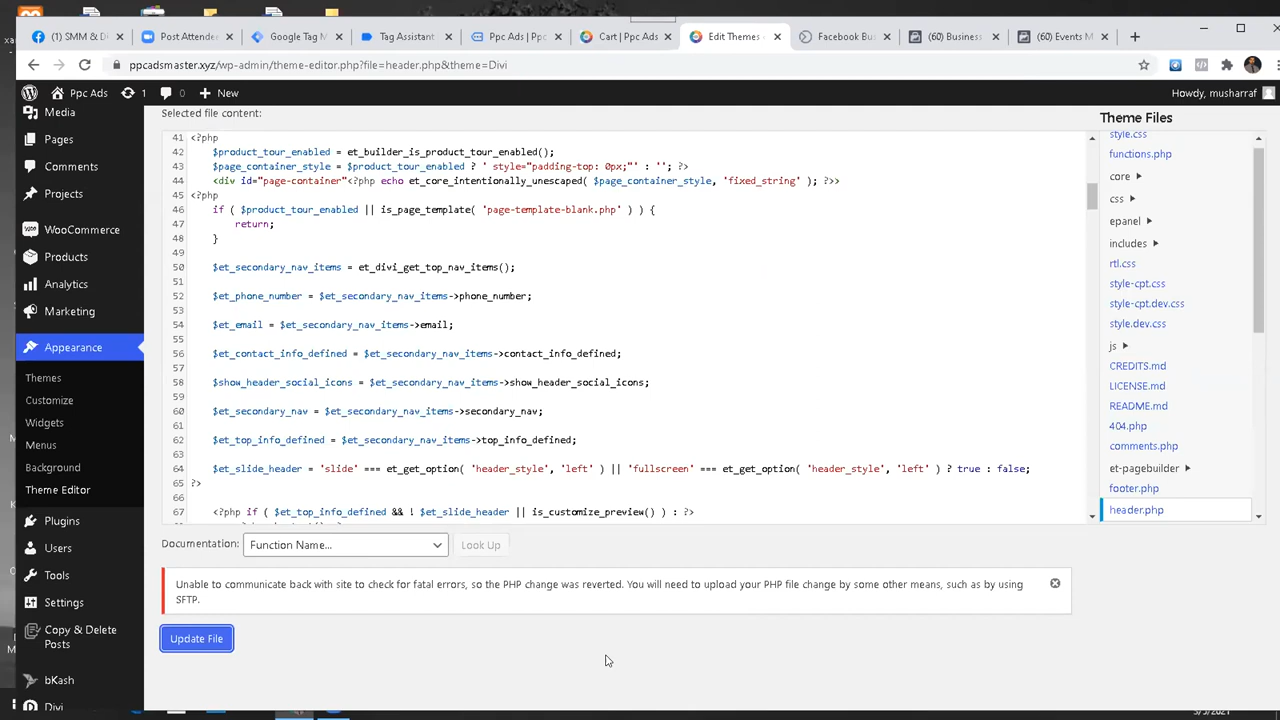 (1) SMM & D
Post Attende
Google Tag M
Tag Assistant
Ppc Ads | Ppc
Cart | Ppc Ads
Edit Themes
Facebook Bus
(60) Business
(60) Events M
ppcadsmaster.xyz/wp-admin/theme-editor.php?file=header.php&theme=Divi
Ppc Ads
1
0
New
Howdy, musharraf
Media
Pages
Comments
Projects
WooCommerce
Products
Analytics
Marketing
Appearance
Themes
Customize
Widgets
Menus
Background
Theme Editor
Plugins
Users
Tools
Settings
Copy & Delete
Posts
bKash
Divi
Selected file content:
41 <?php
42 $product_tour_enabled = et_builder_is_product_tour_enabled();
43 $page_container_style = $product_tour_enabled ? ' style="padding-top: 0px;"' : ''; ?>
44 <div id="page-container"<?php echo et_core_intentionally_unescaped( $page_container_style, 'fixed_string' ); ?>>
45 <?php
46 if ( $product_tour_enabled || is_page_template( 'page-template-blank.php' ) ) {
47 return;
48 }
49
50 $et_secondary_nav_items = et_divi_get_top_nav_items();
51
52 $et_phone_number = $et_secondary_nav_items->phone_number;
53
54 $et_email = $et_secondary_nav_items->email;
55
56 $et_contact_info_defined = $et_secondary_nav_items->contact_info_defined;
57
58 $show_header_social_icons = $et_secondary_nav_items->show_header_social_icons;
59
60 $et_secondary_nav = $et_secondary_nav_items->secondary_nav;
61
62 $et_top_info_defined = $et_secondary_nav_items->top_info_defined;
63
64 $et_slide_header = 'slide' === et_get_option( 'header_style', 'left' ) || 'fullscreen' === et_get_option( 'header_style', 'left' ) ? true : false;
65 ?>
66
67 <?php if ( $et_top_info_defined && ! $et_slide_header || is_customize_preview() ) : ?>
Theme Files
style.css
functions.php
core
css
epanel
includes
rtl.css
style-cpt.css
style-cpt.dev.css
style.dev.css
js
CREDITS.md
LICENSE.md
README.md
404.php
comments.php
et-pagebuilder
footer.php
header.php
Documentation:
Function Name...
Look Up
Unable to communicate back with site to check for fatal errors, so the PHP change was reverted. You will need to upload your PHP file change by some other means, such as by using
SFTP.
Update File